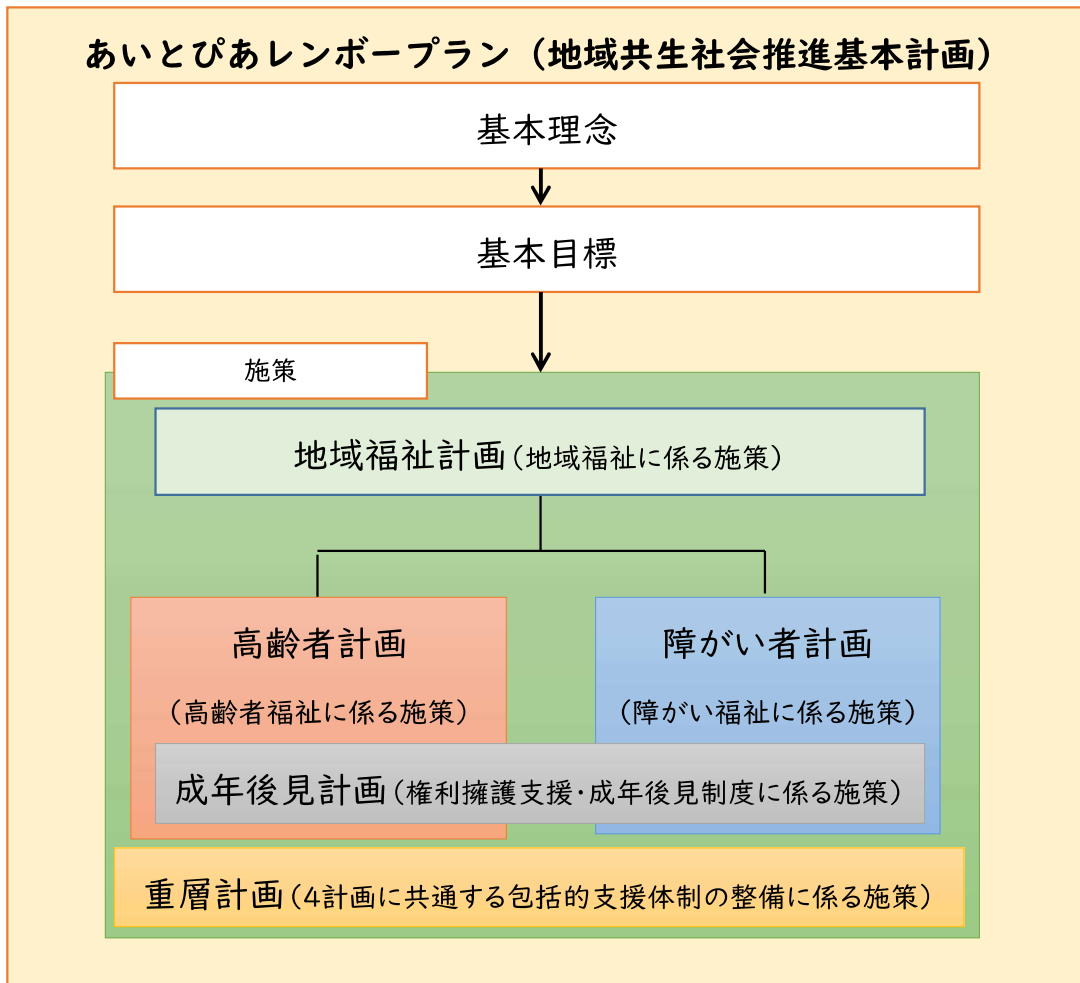 あいとぴあレンボープラン（地域共生社会推進基本計画）
基本理念
基本目標
施策
地域福祉計画（地域福祉に係る施策）
高齢者計画
（高齢者福祉に係る施策）
障がい者計画
（障がい福祉に係る施策）
成年後見計画（権利擁護支援・成年後見制度に係る施策）
重層計画（4計画に共通する包括的支援体制の整備に係る施策）